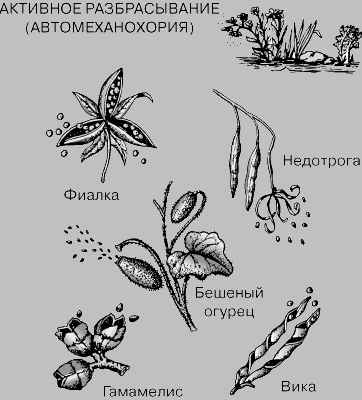 АКТИВНОЕ РАЗБРАСЫВАНИЕ
(АВТОМЕХАНОХОРИЯ)
Недотрога
Фиалка
Бешеный
огурец
Гамамелис
Вика